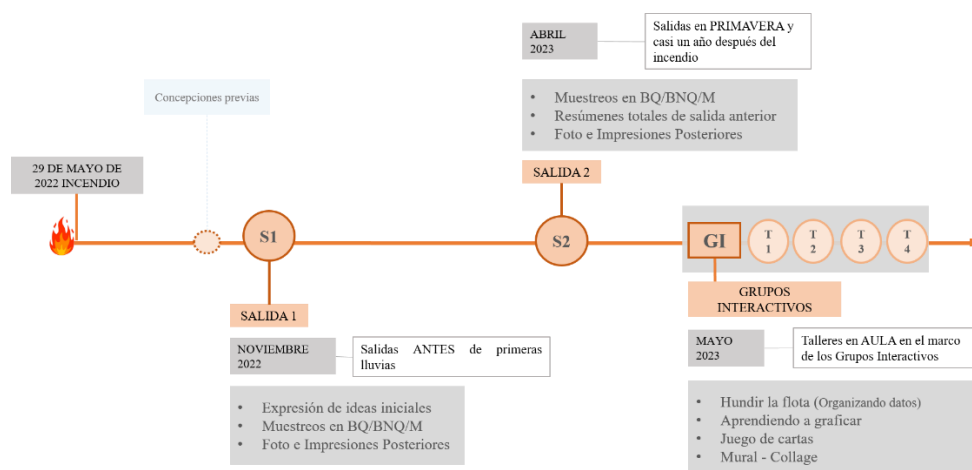 ABRIL
2023
Salidas en PRIMAVERA y
casi un año después del
incendio
Concepciones previas
• Muestreos en BQ/BNQ/M
• Resúmenes totales de salida anterior
• Foto e Impresiones Posteriores
29 DE MAYO DE
2022 INCENDIO
SALIDA 2
S1
S2
GI
T
1
T
2
T
3
T
4
SALIDA 1
GRUPOS
INTERACTIVOS
NOVIEMBRE
2022
Salidas ANTES de primeras
lluvias
MAYO
2023
Talleres en AULA en el marco
de los Grupos Interactivos
• Expresión de ideas iniciales
• Muestreos en BQ/BNQ/M
• Foto e Impresiones Posteriores
• Hundir la flota (Organizando datos)
• Aprendiendo a graficar
• Juego de cartas
• Mural - Collage